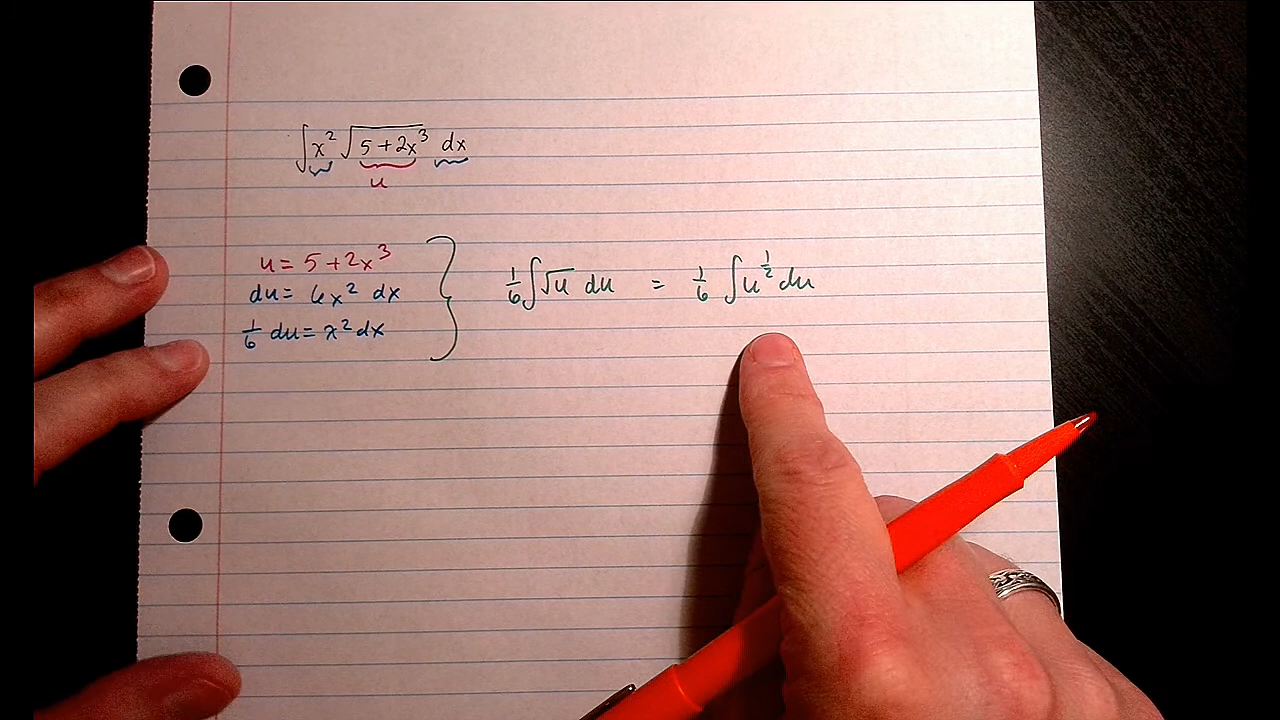 ∫x² √(5+2x³) dx
u
u = 5+2x³
du = 6x² dx
1/6 du = x² dx
1/6 ∫√u du = 1/6 ∫u^(1/2) du